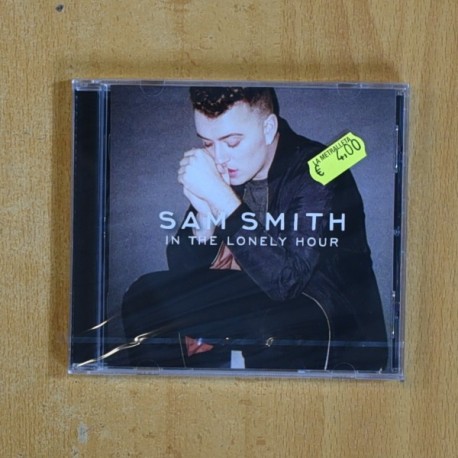 LA METRALLETA
€ 4,00
SAM SMITH
IN THE LONELY HOUR